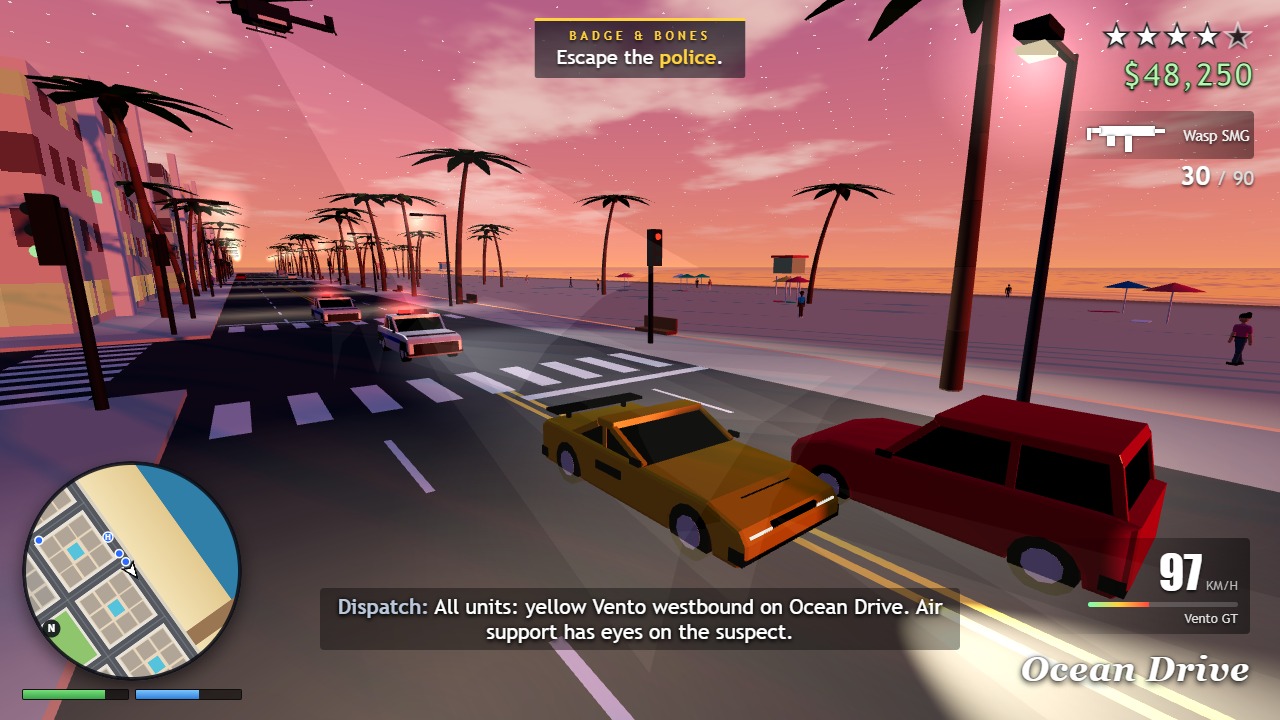 BADGE & BONES
Escape the police.
$48,250
Wasp SMG
30 / 90
H
N
97 KM/H
Vento GT
Dispatch: All units: yellow Vento westbound on Ocean Drive. Air
support has eyes on the suspect.
Ocean Drive